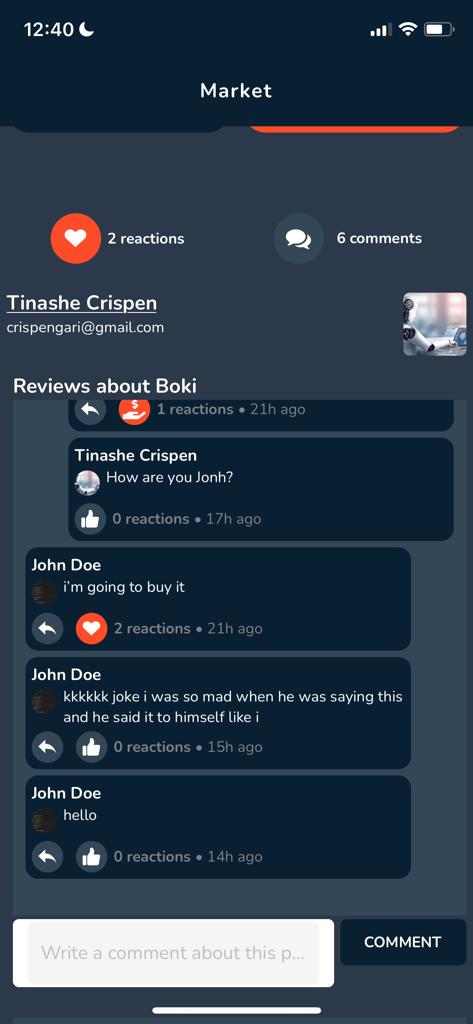 12:40
Market
2 reactions
6 comments
Tinashe Crispen
crispengari@gmail.com
Reviews about Boki
1 reactions • 21h ago
Tinashe Crispen
How are you Jonh?
0 reactions • 17h ago
John Doe
i'm going to buy it
2 reactions • 21h ago
John Doe
kkkkkk joke i was so mad when he was saying this
and he said it to himself like i
0 reactions • 15h ago
John Doe
hello
0 reactions • 14h ago
Write a comment about this p...
COMMENT